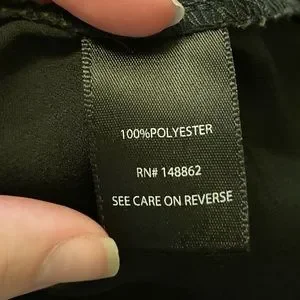 100%POLYESTER
RN# 148862
SEE CARE ON REVERSE